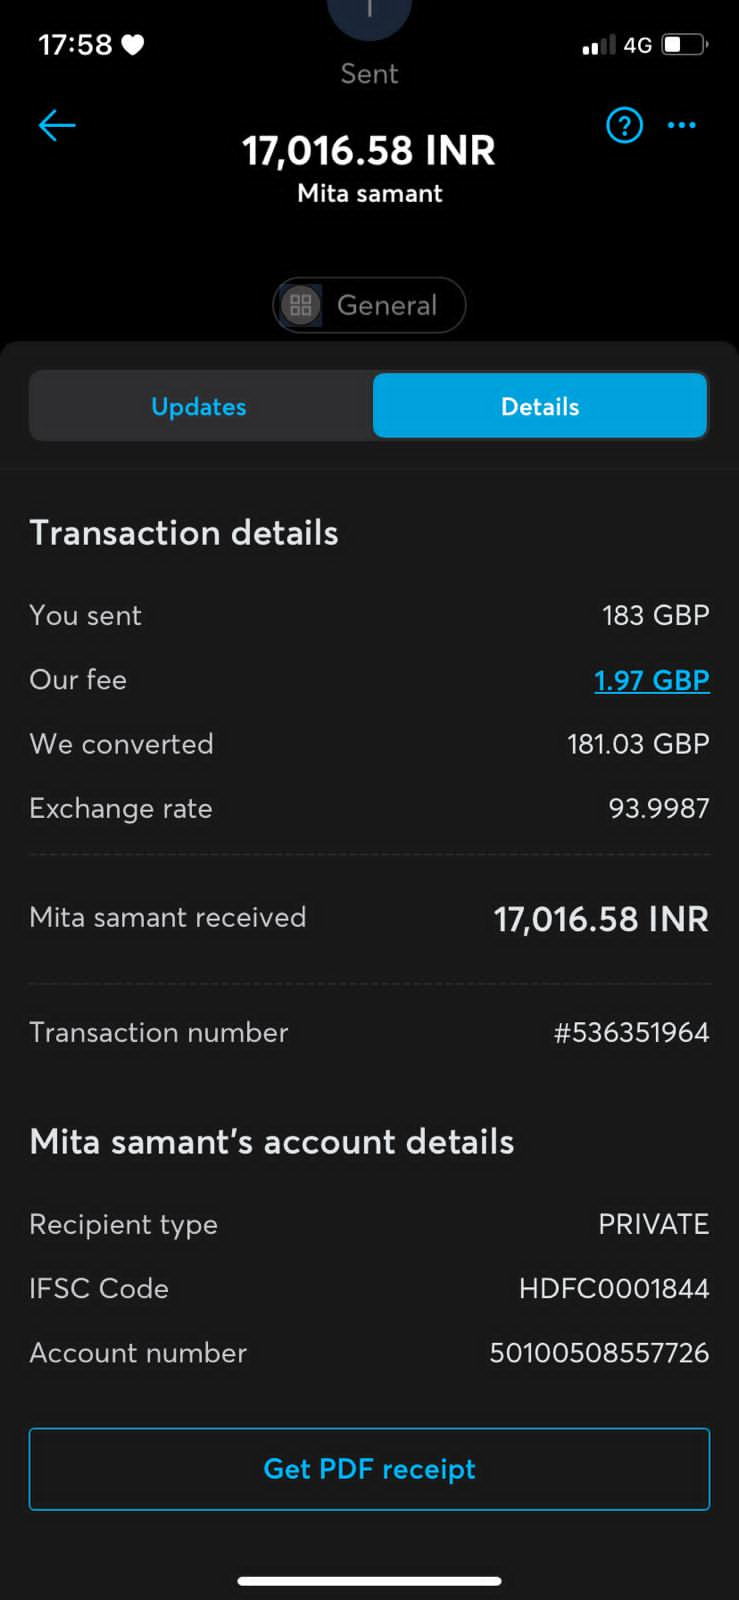 17:58
4G
Sent
17,016.58 INR
Mita samant
General
Updates Details
Transaction details
You sent 183 GBP
Our fee 1.97 GBP
We converted 181.03 GBP
Exchange rate 93.9987
Mita samant received 17,016.58 INR
Transaction number #536351964
Mita samant's account details
Recipient type PRIVATE
IFSC Code HDFC0001844
Account number 50100508557726
Get PDF receipt